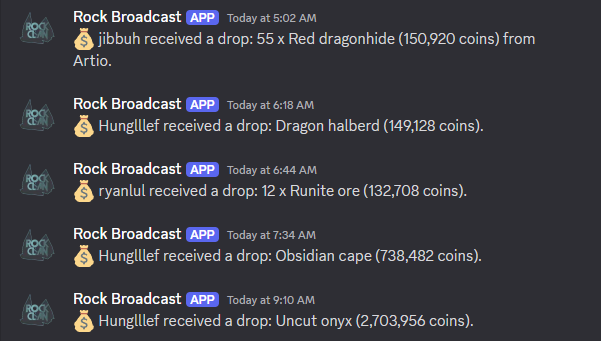 Rock Broadcast APP Today at 5:02 AM
jibbuh received a drop: 55 x Red dragonhide (150,920 coins) from
Artio.
Rock Broadcast APP Today at 6:18 AM
Hunglllef received a drop: Dragon halberd (149,128 coins).
Rock Broadcast APP Today at 6:44 AM
ryanlul received a drop: 12 x Runite ore (132,708 coins).
Rock Broadcast APP Today at 7:34 AM
Hunglllef received a drop: Obsidian cape (738,482 coins).
Rock Broadcast APP Today at 9:10 AM
Hunglllef received a drop: Uncut onyx (2,703,956 coins).